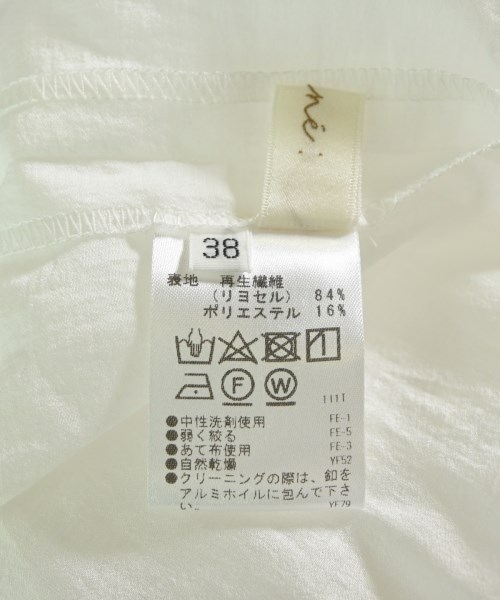 né:
38
表地 再生繊維
(リヨセル) 84%
ポリエステル 16%
F W
1111
●中性洗剤使用 FE-1
●弱く絞る FE-5
●あて布使用 FE-3
●自然乾燥 YF52
●クリーニングの際は、釦を
アルミホイルに包んで下さ
い。 YF79